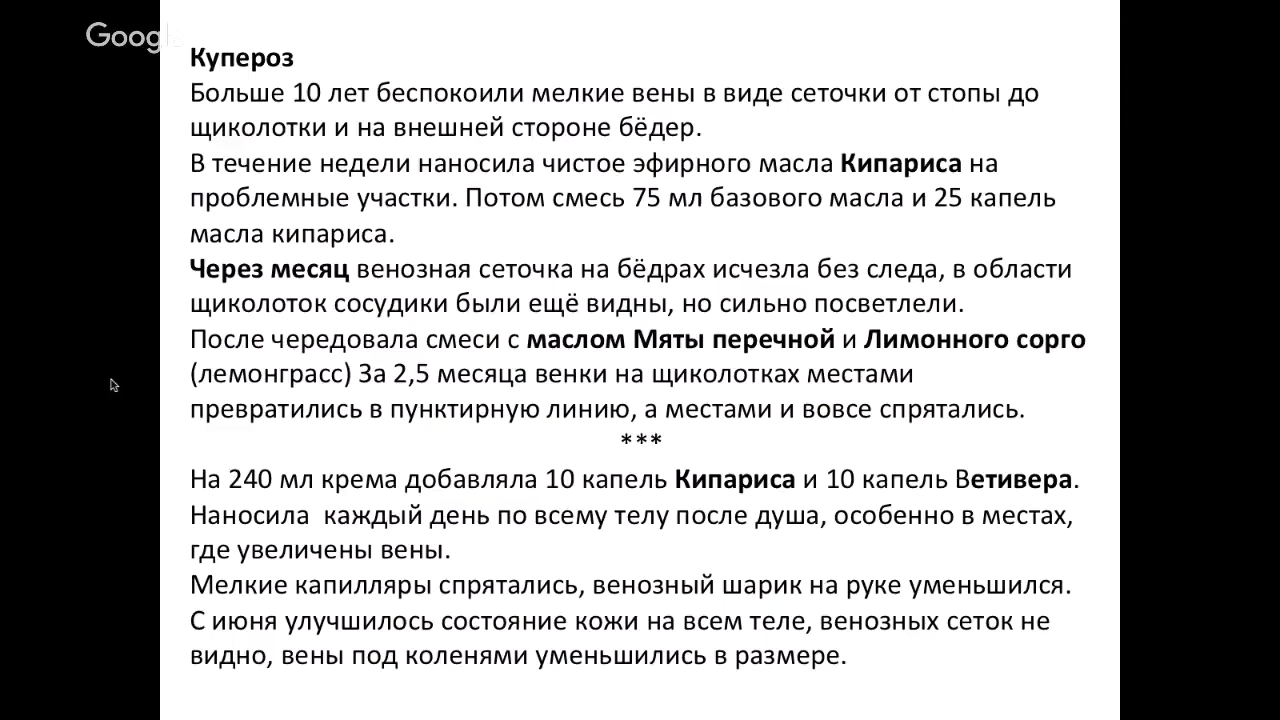 Google
Купероз
Больше 10 лет беспокоили мелкие вены в виде сеточки от стопы до
щиколотки и на внешней стороне бёдер.
В течение недели наносила чистое эфирного масла Кипариса на
проблемные участки. Потом смесь 75 мл базового масла и 25 капель
масла кипариса.
Через месяц венозная сеточка на бёдрах исчезла без следа, в области
щиколоток сосудики были ещё видны, но сильно посветлели.
После чередовала смеси с маслом Мяты перечной и Лимонного сорго
(лемонграсс) За 2,5 месяца венки на щиколотках местами
превратились в пунктирную линию, а местами и вовсе спрятались.
***
На 240 мл крема добавляла 10 капель Кипариса и 10 капель Ветивера.
Наносила каждый день по всему телу после душа, особенно в местах,
где увеличены вены.
Мелкие капилляры спрятались, венозный шарик на руке уменьшился.
С июня улучшилось состояние кожи на всем теле, венозных сеток не
видно, вены под коленями уменьшились в размере.